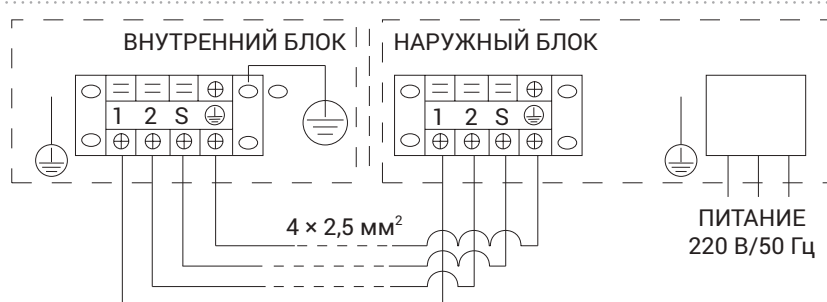 ВНУТРЕННИЙ БЛОК
НАРУЖНЫЙ БЛОК
1 2 S
1 2 S
4 × 2,5 мм²
ПИТАНИЕ
220 В/50 Гц